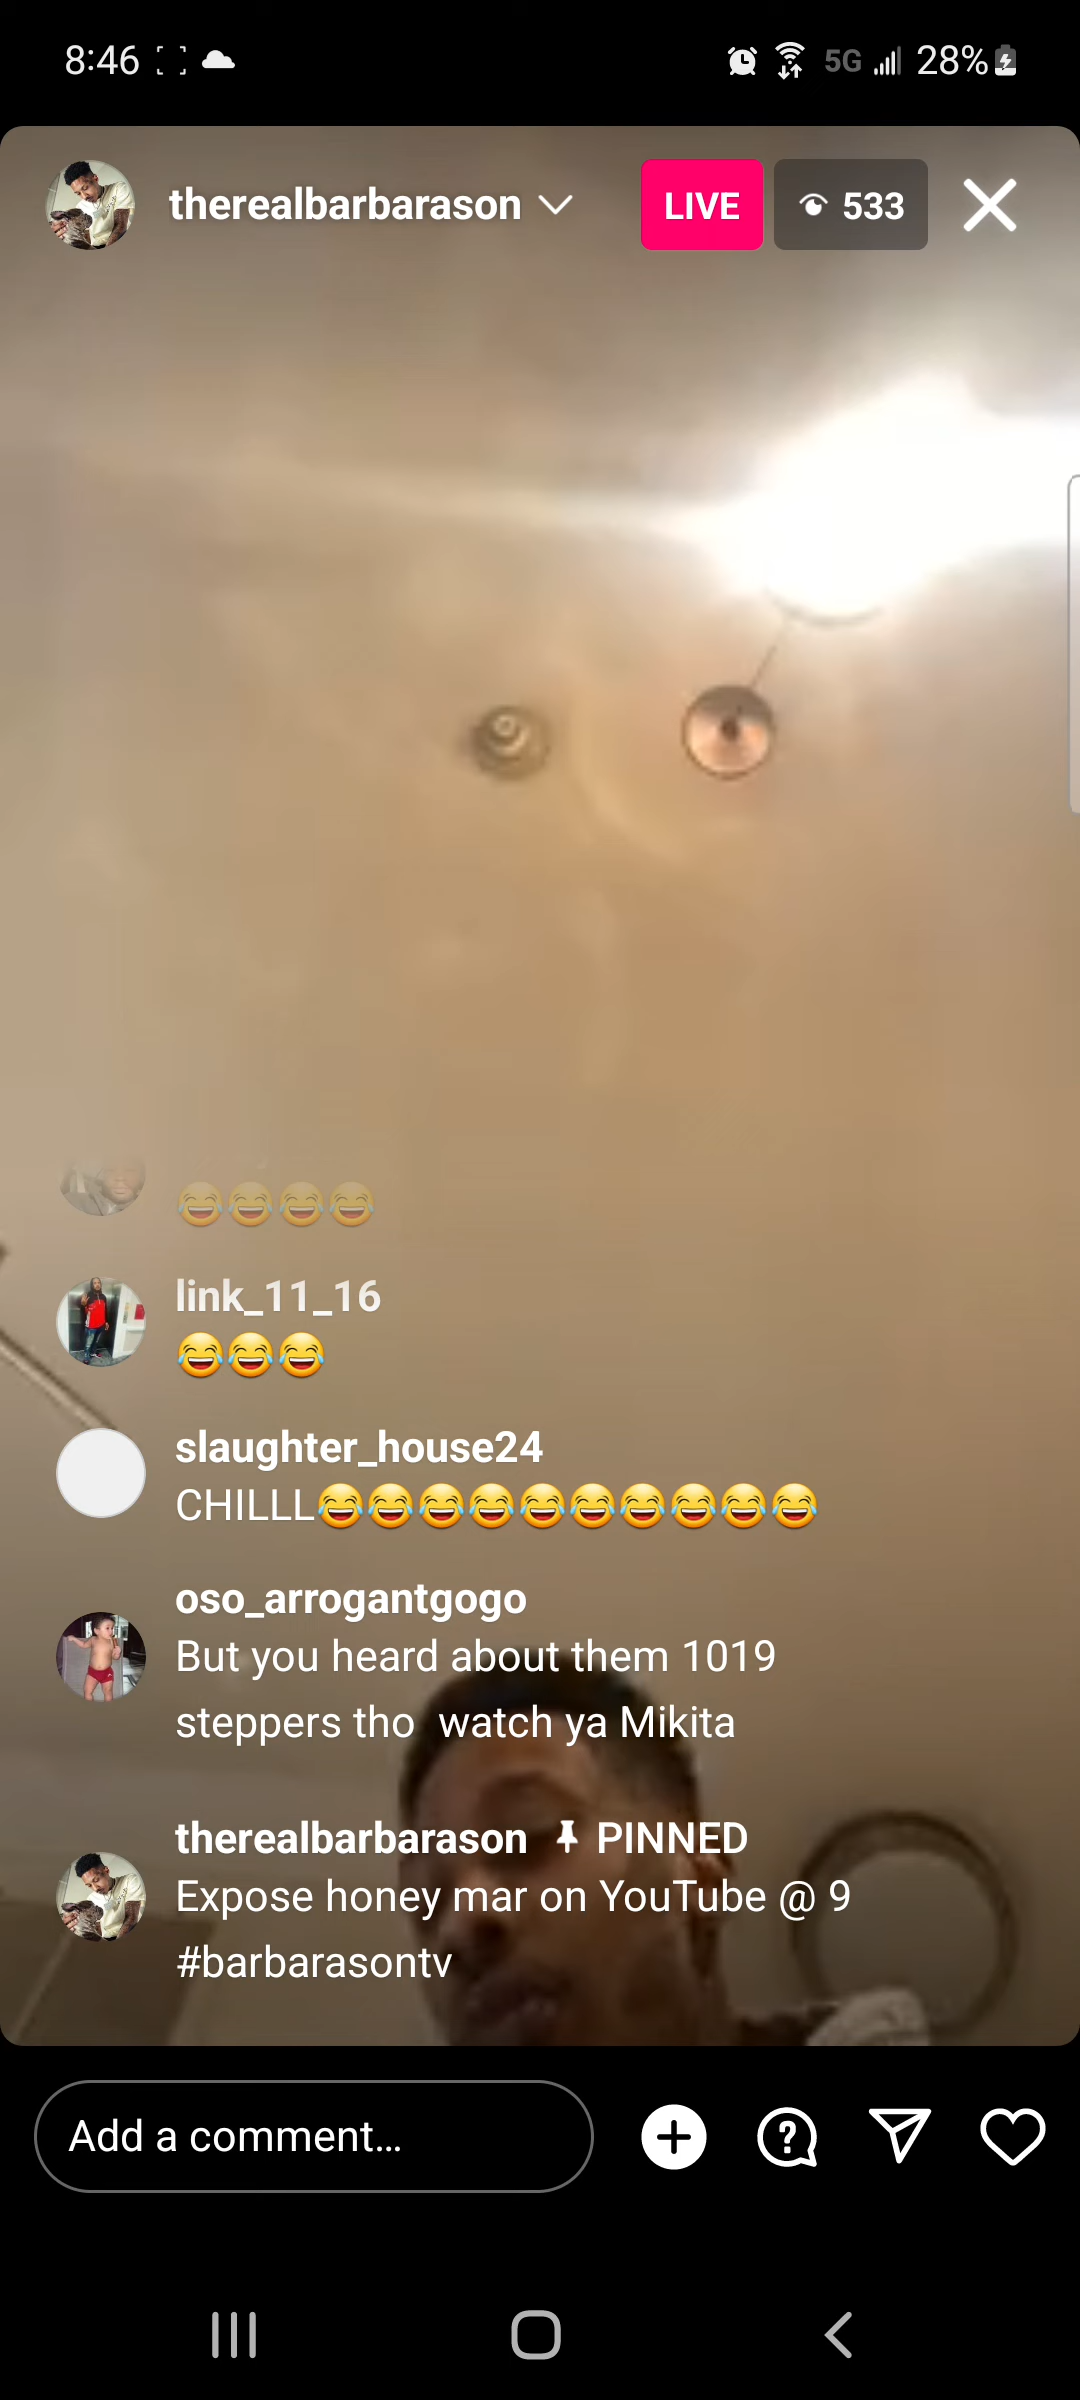 8:46
5G 28%
therealbarbarason LIVE 533
😂😂😂😂
link_11_16
😂😂😂
slaughter_house24
CHILLL😂😂😂😂😂😂😂😂😂😂
oso_arrogantgogo
But you heard about them 1019
steppers tho  watch ya Mikita
therealbarbarason PINNED
Expose honey mar on YouTube @ 9
#barbarasontv
Add a comment...